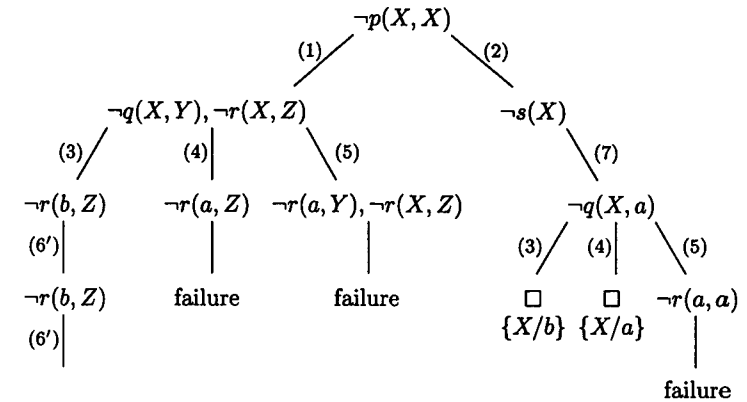 ¬p(X, X)
(1) (2)
¬q(X, Y), ¬r(X, Z) ¬s(X)
(3) (4) (5) (7)
¬r(b, Z) ¬r(a, Z) ¬r(a, Y), ¬r(X, Z) ¬q(X, a)
(6′) (3) (4) (5)
¬r(b, Z) failure failure □ □ ¬r(a, a)
{X/b} {X/a}
(6′)
failure